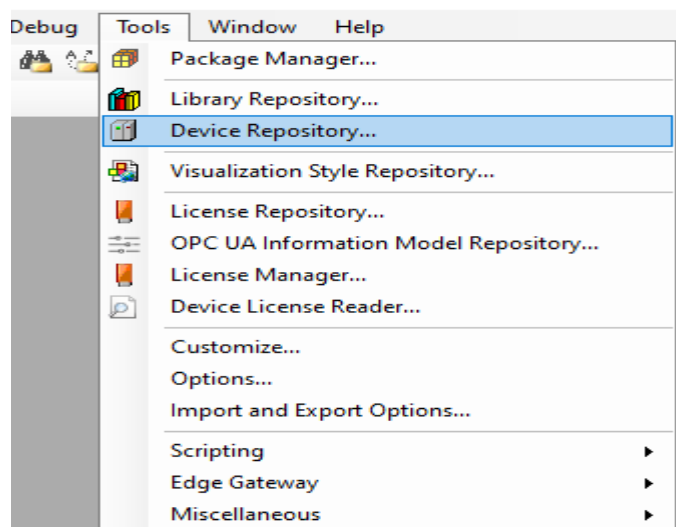 Debug Tools Window Help
Package Manager...
Library Repository...
Device Repository...
Visualization Style Repository...
License Repository...
OPC UA Information Model Repository...
License Manager...
Device License Reader...
Customize...
Options...
Import and Export Options...
Scripting
Edge Gateway
Miscellaneous